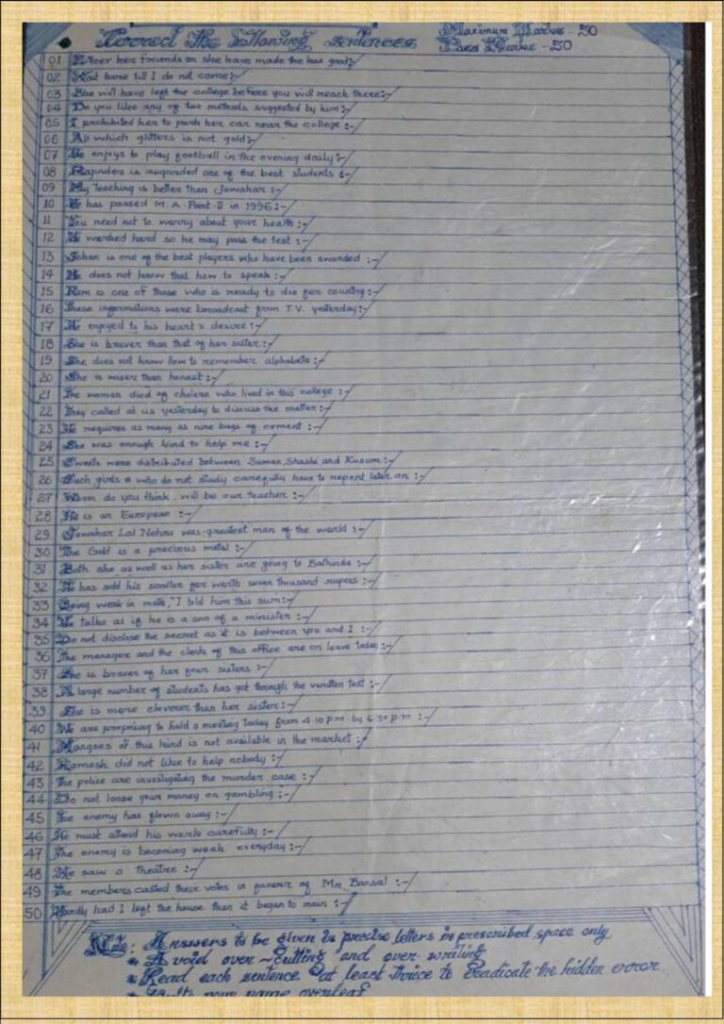 Correct the following sentences
Maximum Marks - 50
Pass Marks - 50
01 Either her friends or she have made the loss good:-
02 Wait here till I do not come:-
03 She will have left the college before you will reach there:-
04 Do you like any of two methods suggested by him:-
05 I prohibited her to park her car near the college :-
06 All which glitters is not gold:-
07 He enjoys to play football in the evening daily:-
08 Rajinders is regarded one of the best students :-
09 My teaching is better than Jawahar :-
10 He has passed M.A Part-II in 1996:-
11 You need not to worry about your health:-
12 He worked hard so he may pass the test :-
13 is one of the best players who have been awarded :-
14 He does not know that how to speak :-
15 Ram is one of those who is ready to die for country:-
16 These informations were broadcast from T.V. yesterday:-
17 He enjoyed to his heart's desire :-
18 She is braver than that of her sister:-
19 She does not know how to remember alphabets :-
20 She is wiser than honest:-
21 The woman died of cholera who lived in this college :-
22 They called at us yesterday to discuss the matter:-
23 He requires as many as nine bags of cement :-
24 She was enough kind to help me :-
25 Sweets were distributed between Suman, Shashi and Kusum:-
26 Such girls who do not study carefully have to repent later on :-
27 Whom do you think will be our teacher :-
28 He is an European :-
29 Jawahar Lal Nehru was greatest man of the world :-
30 The Gold is a precious metal :-
31 Both she as well as her sister are going to Bathinda :-
32 He has sold his scooter for worth seven thousand rupees :-
33 Being weak in math, "I told him this sum:-
34 He talks as if he is a son of a minister :-
35 Do not disclose the secret as it is between you and I :-
36 The manager and the clerk of this office are on leave today:-
37 She is braver of her four sisters :-
38 A large number of students has got through the written test :-
39 She is more cleverer than her sister:-
40 We are proposing to hold a meeting today from 4.10 p.m by 6.30 p.m :-
41 Mangoes of this kind is not available in the market:-
42 Ramesh did not like to help nobody :-
43 The police are investigating the murder case :-
44 Do not loose your money on gambling :-
45 The enemy has flown away :-
46 He must attend his work carefully :-
47 The enemy is becoming weak everyday :-
48 He saw a theatre :-
49 The members casted their votes in favour of Mr. Bansal :-
50 Hardly had I left the house than it began to rain :-
Note: Answers to be given in precise letters in prescribed space only.
* Avoid over-cutting and over writing
* Read each sentence at least thrice to eradicate the hidden error.
your name overleaf